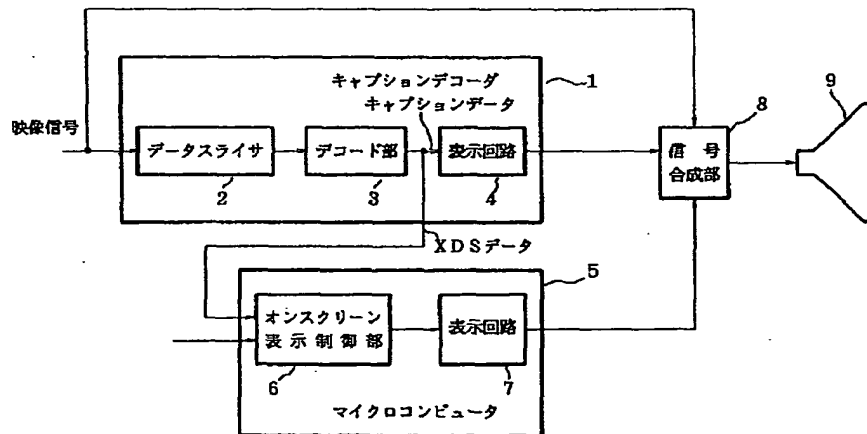 キャプションデコーダ
1
キャプションデータ
映像信号
データスライサ
2
デコード部
3
表示回路
4
信号
合成部
8
9
XDSデータ
5
オンスクリーン
表示制御部
6
表示回路
7
マイクロコンピュータ